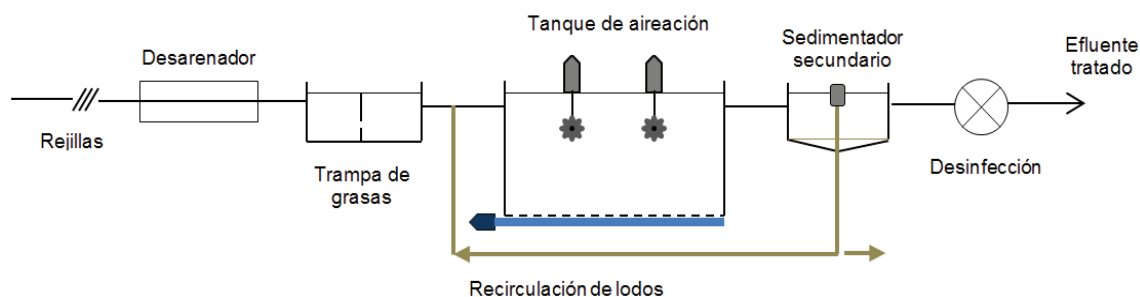 Tanque de aireación
Sedimentador
secundario
Efluente
tratado
Desarenador
Rejillas
Trampa de
grasas
Desinfección
Recirculación de lodos